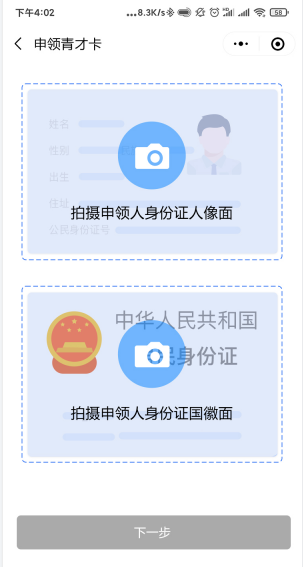 下午4:02
...8.3K/s
58
申领青才卡
姓名
性别
出生
住址
公民身份证号
拍摄申领人身份证人像面
中华人民共和国
民身份证
拍摄申领人身份证国徽面
下一步